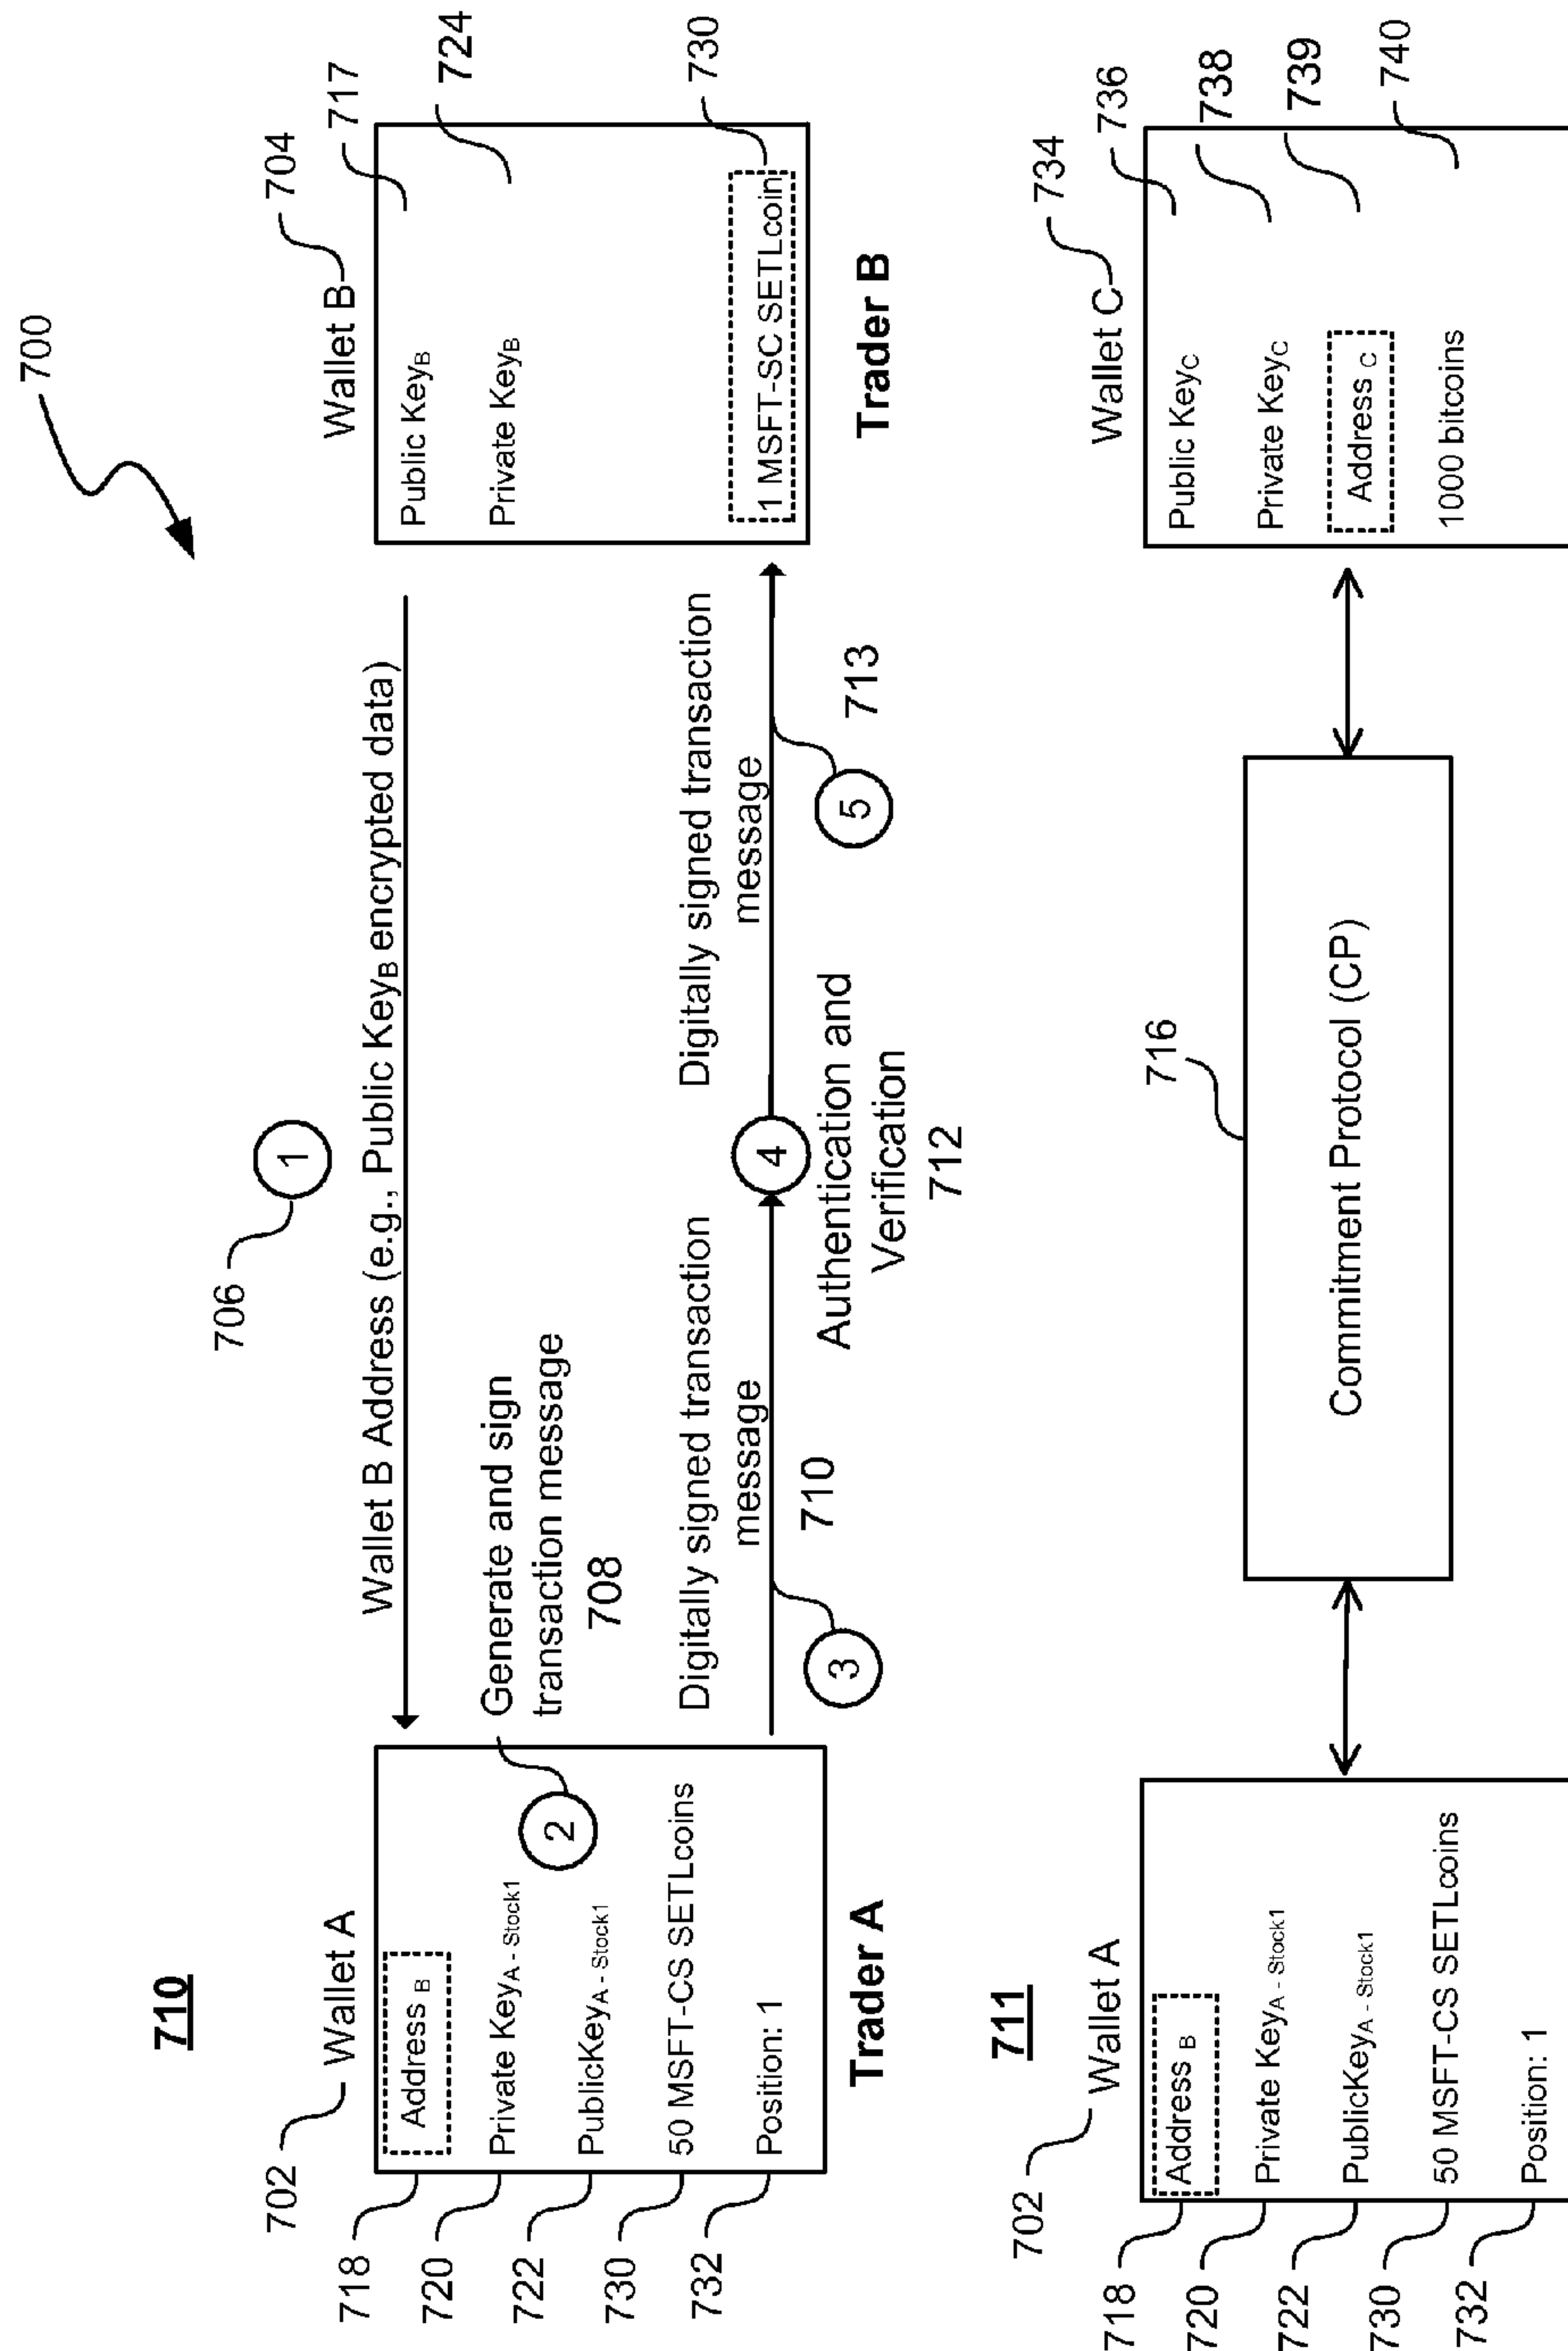 700
710
706
1
702
Wallet A
Wallet B
704
718
Address B
Wallet B Address (e.g., Public KeyB encrypted data)
Public KeyB
717
720
Private KeyA - Stock1
2
Generate and sign
transaction message
708
Private KeyB
724
722
PublicKeyA - Stock1
730
50 MSFT-CS SETLcoins
Digitally signed transaction
message
Digitally signed transaction
message
732
Position: 1
3
710
4
5
713
1 MSFT-SC SETLcoin
730
Authentication and
Verification
712
Trader A
Trader B
711
702
Wallet A
716
Wallet C
734
718
Address B
Public KeyC
736
720
Private KeyA - Stock1
Private KeyC
738
722
PublicKeyA - Stock1
Commitment Protocol (CP)
Address C
739
730
50 MSFT-CS SETLcoins
1000 bitcoins
740
732
Position: 1